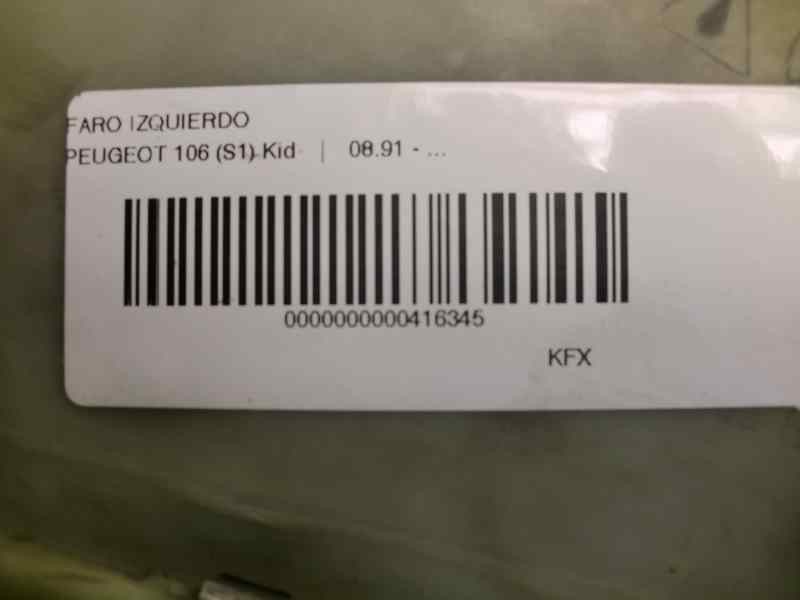 FARO IZQUIERDO
PEUGEOT 106 (S1) Kid | 08.91 - ...
0000000000416345
KFX